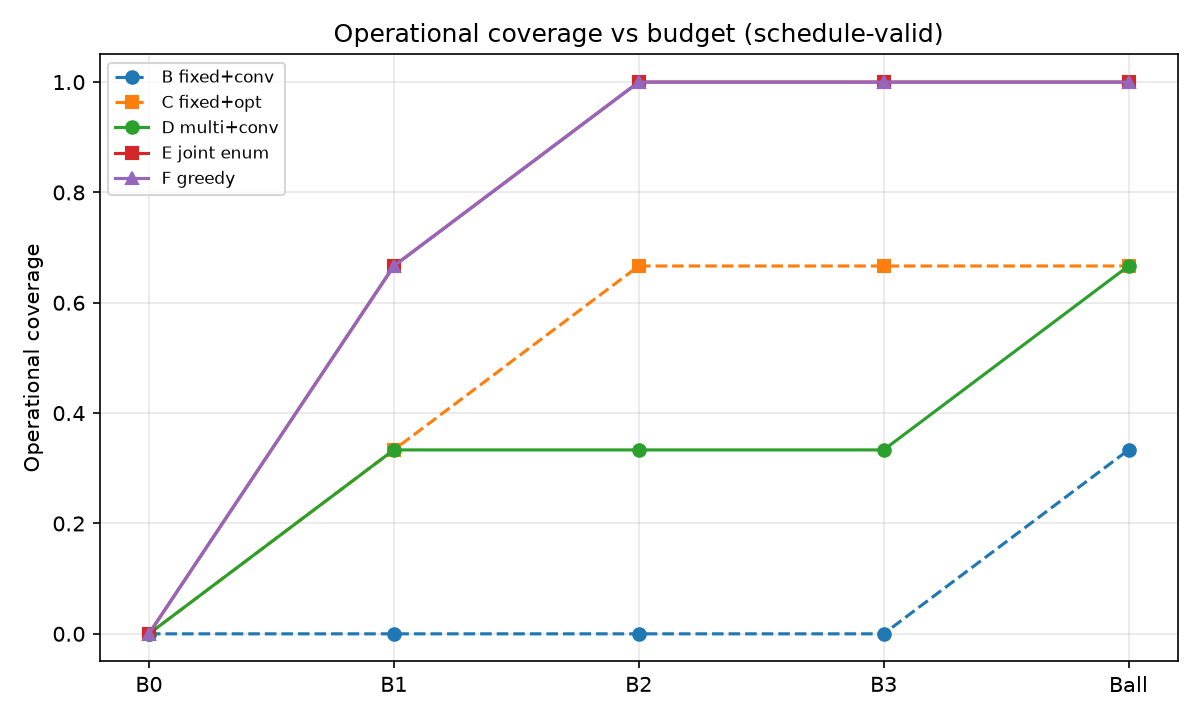 Operational coverage vs budget (schedule-valid)
B fixed+conv
C fixed+opt
D multi+conv
E joint enum
F greedy
Operational coverage
1.0
0.8
0.6
0.4
0.2
0.0
B0 B1 B2 B3 Ball